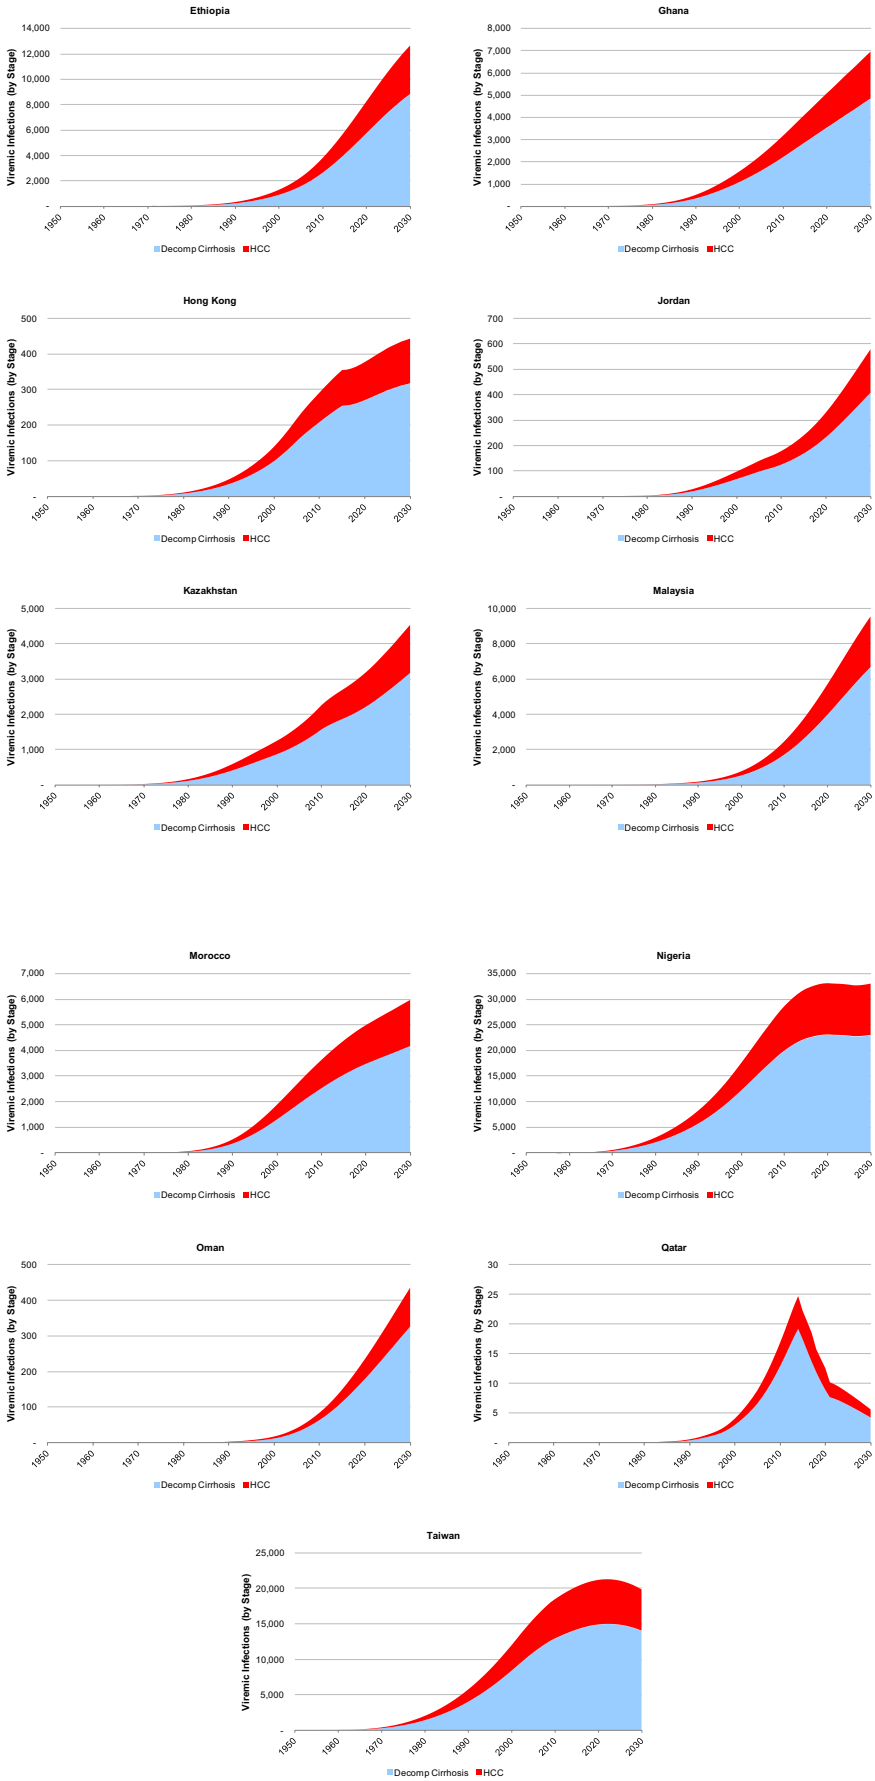 Ethiopia
Viremic Infections (by Stage)
14,000
12,000
10,000
8,000
6,000
4,000
2,000
-
1950 1960 1970 1980 1990 2000 2010 2020 2030
Decomp Cirrhosis HCC
Ghana
Viremic Infections (by Stage)
8,000
7,000
6,000
5,000
4,000
3,000
2,000
1,000
-
1950 1960 1970 1980 1990 2000 2010 2020 2030
Decomp Cirrhosis HCC
Hong Kong
Viremic Infections (by Stage)
500
400
300
200
100
-
1950 1960 1970 1980 1990 2000 2010 2020 2030
Decomp Cirrhosis HCC
Jordan
Viremic Infections (by Stage)
700
600
500
400
300
200
100
-
1950 1960 1970 1980 1990 2000 2010 2020 2030
Decomp Cirrhosis HCC
Kazakhstan
Viremic Infections (by Stage)
5,000
4,000
3,000
2,000
1,000
-
1950 1960 1970 1980 1990 2000 2010 2020 2030
Decomp Cirrhosis HCC
Malaysia
Viremic Infections (by Stage)
10,000
8,000
6,000
4,000
2,000
-
1950 1960 1970 1980 1990 2000 2010 2020 2030
Decomp Cirrhosis HCC
Morocco
Viremic Infections (by Stage)
7,000
6,000
5,000
4,000
3,000
2,000
1,000
-
1950 1960 1970 1980 1990 2000 2010 2020 2030
Decomp Cirrhosis HCC
Nigeria
Viremic Infections (by Stage)
35,000
30,000
25,000
20,000
15,000
10,000
5,000
-
1950 1960 1970 1980 1990 2000 2010 2020 2030
Decomp Cirrhosis HCC
Oman
Viremic Infections (by Stage)
500
400
300
200
100
-
1950 1960 1970 1980 1990 2000 2010 2020 2030
Decomp Cirrhosis HCC
Qatar
Viremic Infections (by Stage)
30
25
20
15
10
5
-
1950 1960 1970 1980 1990 2000 2010 2020 2030
Decomp Cirrhosis HCC
Taiwan
Viremic Infections (by Stage)
25,000
20,000
15,000
10,000
5,000
-
1950 1960 1970 1980 1990 2000 2010 2020 2030
Decomp Cirrhosis HCC